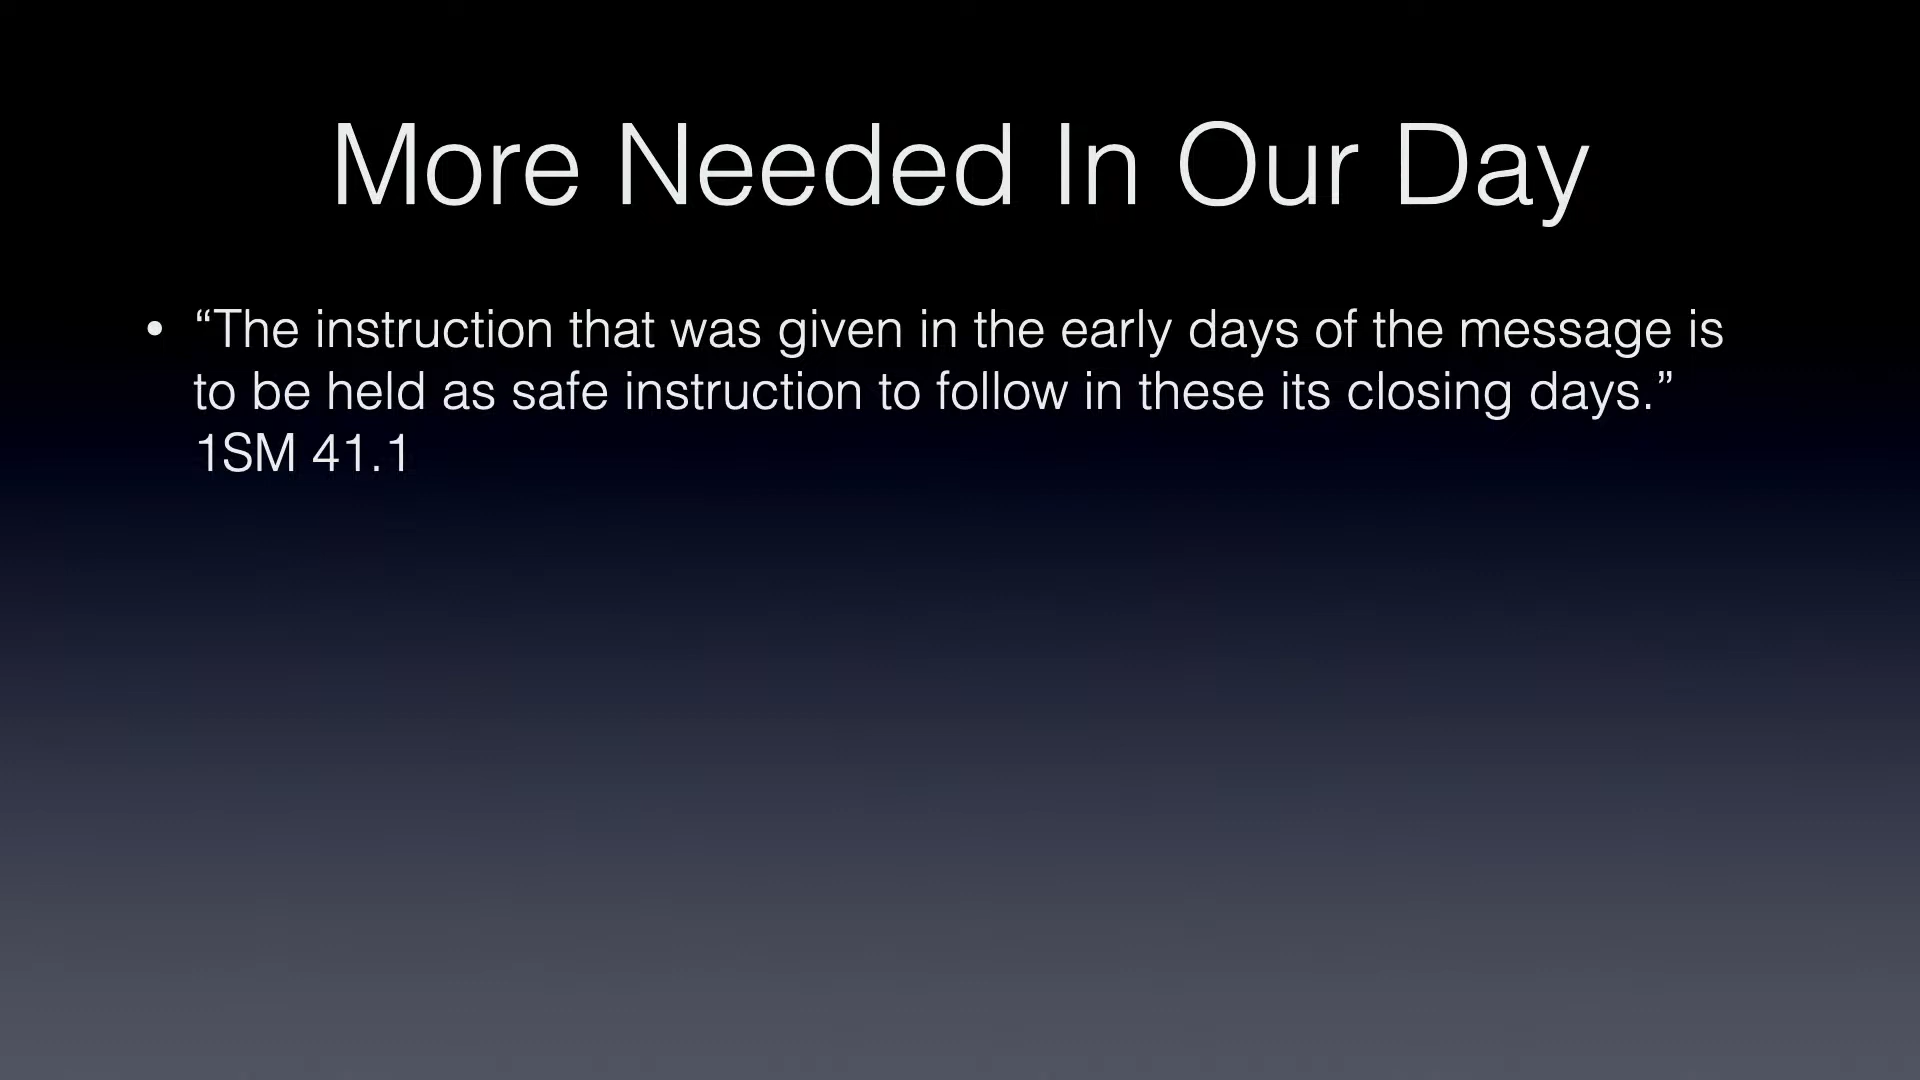 More Needed In Our Day
• “The instruction that was given in the early days of the message is
to be held as safe instruction to follow in these its closing days.”
1SM 41.1